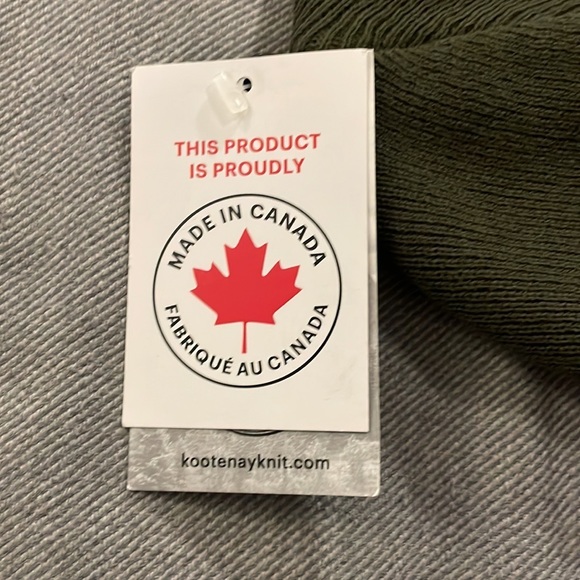 THIS PRODUCT
IS PROUDLY
MADE IN CANADA
FABRIQUÉ AU CANADA
kootenayknit.com